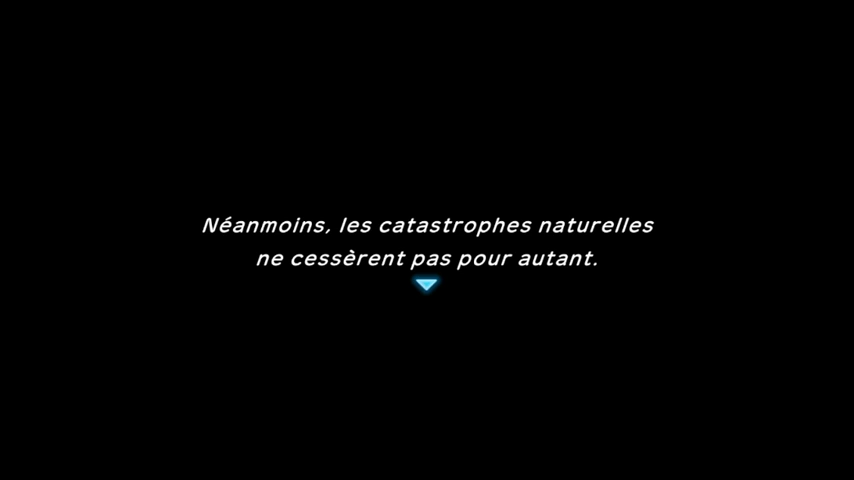 Néanmoins, les catastrophes naturelles
ne cessèrent pas pour autant.